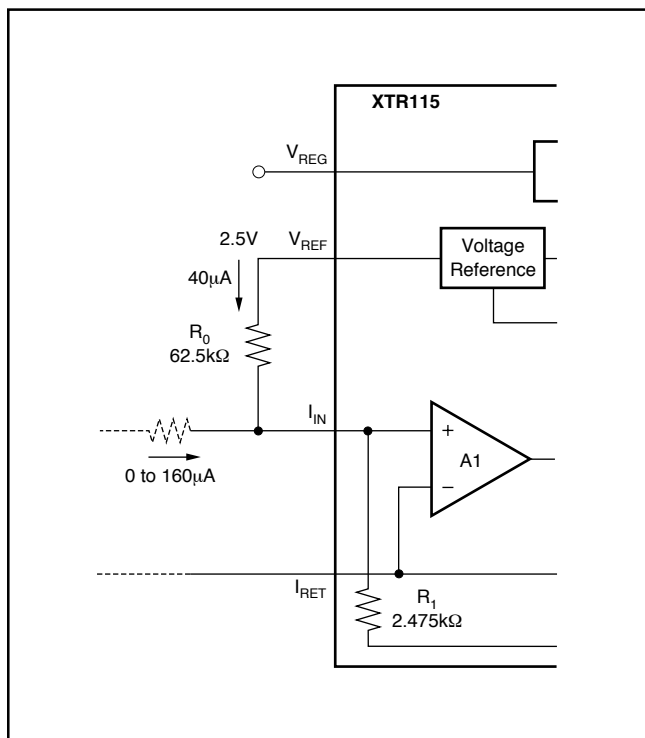 XTR115
V_REG
2.5V
V_REF
40μA
Voltage
Reference
R_0
62.5kΩ
I_IN
+
A1
–
0 to 160μA
I_RET
R_1
2.475kΩ